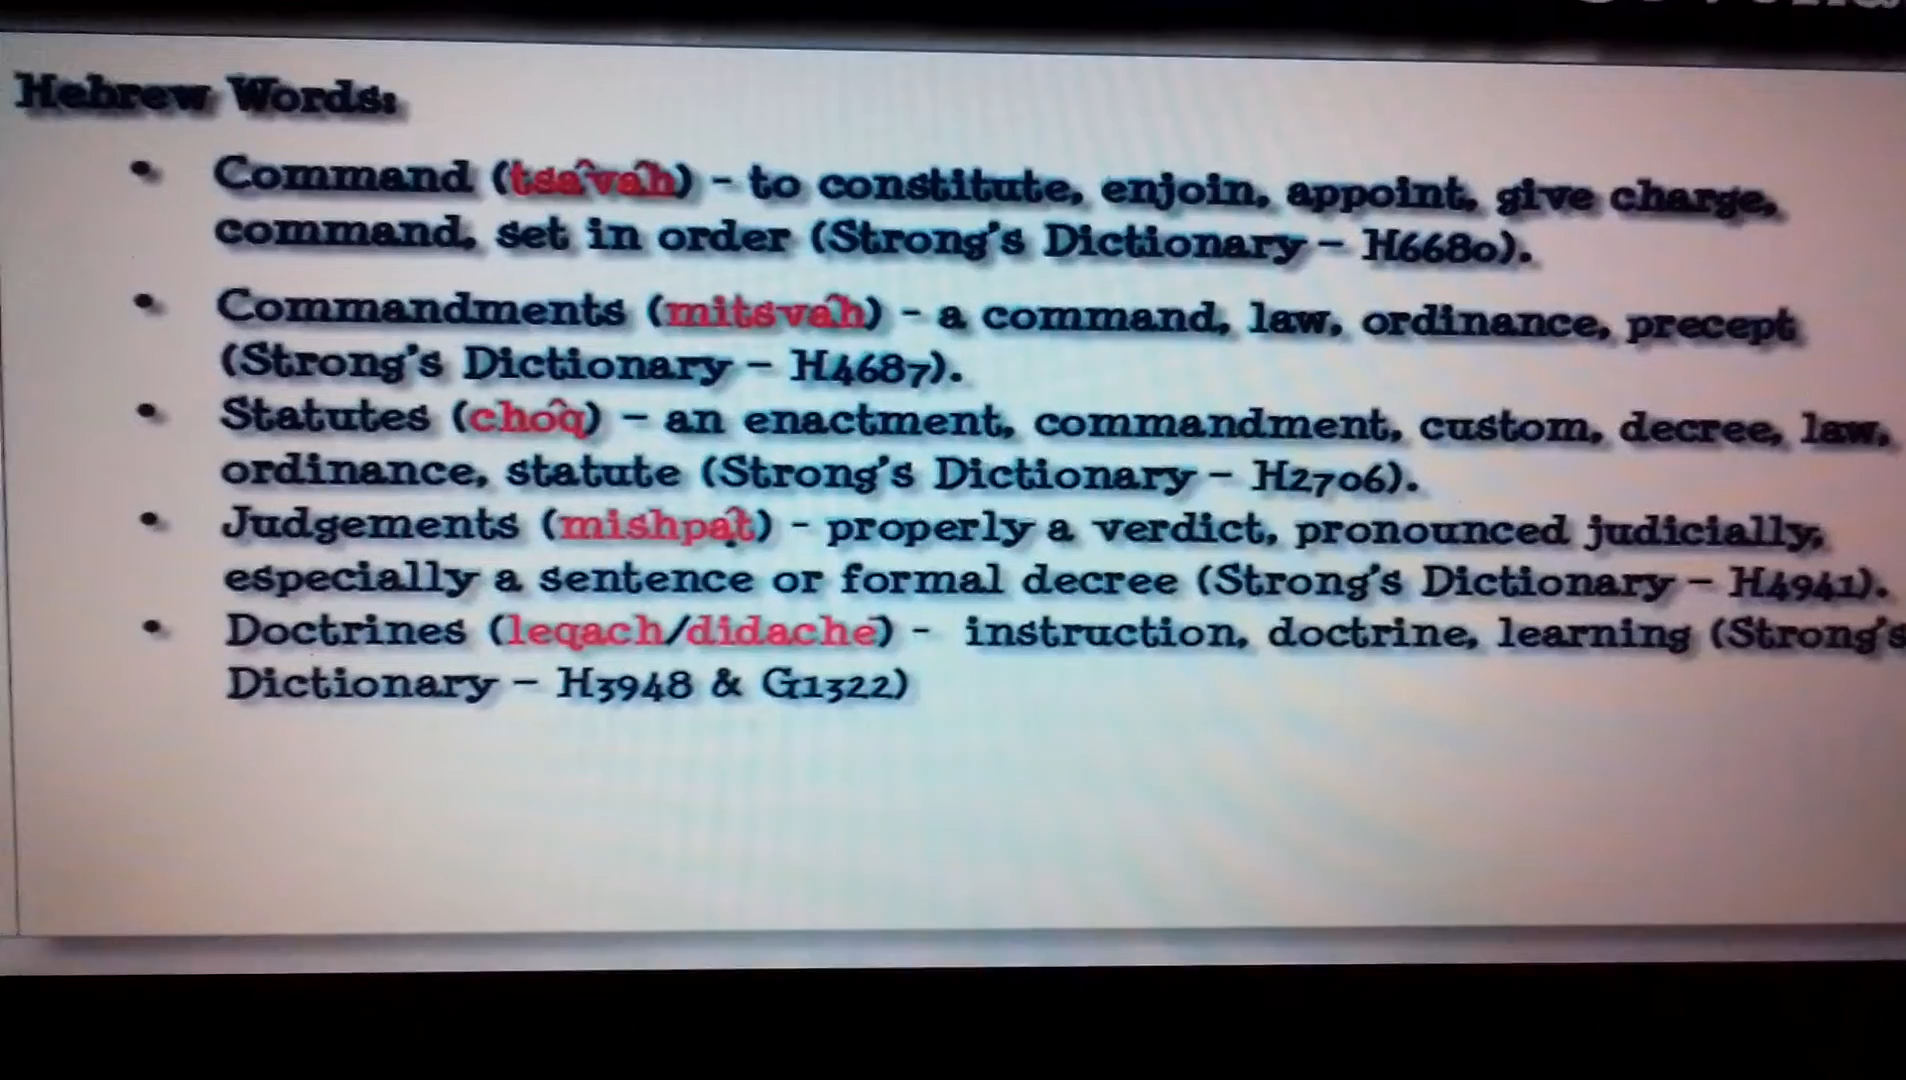 Hebrew Words:
• Command (tsa̅vâh) - to constitute, enjoin, appoint, give charge,
command, set in order (Strong's Dictionary – H6680).
• Commandments (mitsvâh) - a command, law, ordinance, precept
(Strong's Dictionary – H4687).
• Statutes (chôq) – an enactment, commandment, custom, decree, law,
ordinance, statute (Strong's Dictionary – H2706).
• Judgements (mishpâṭ) - properly a verdict, pronounced judicially,
especially a sentence or formal decree (Strong's Dictionary – H4941).
• Doctrines (leqach/didachē) - instruction, doctrine, learning (Strong's
Dictionary – H3948 & G1322)